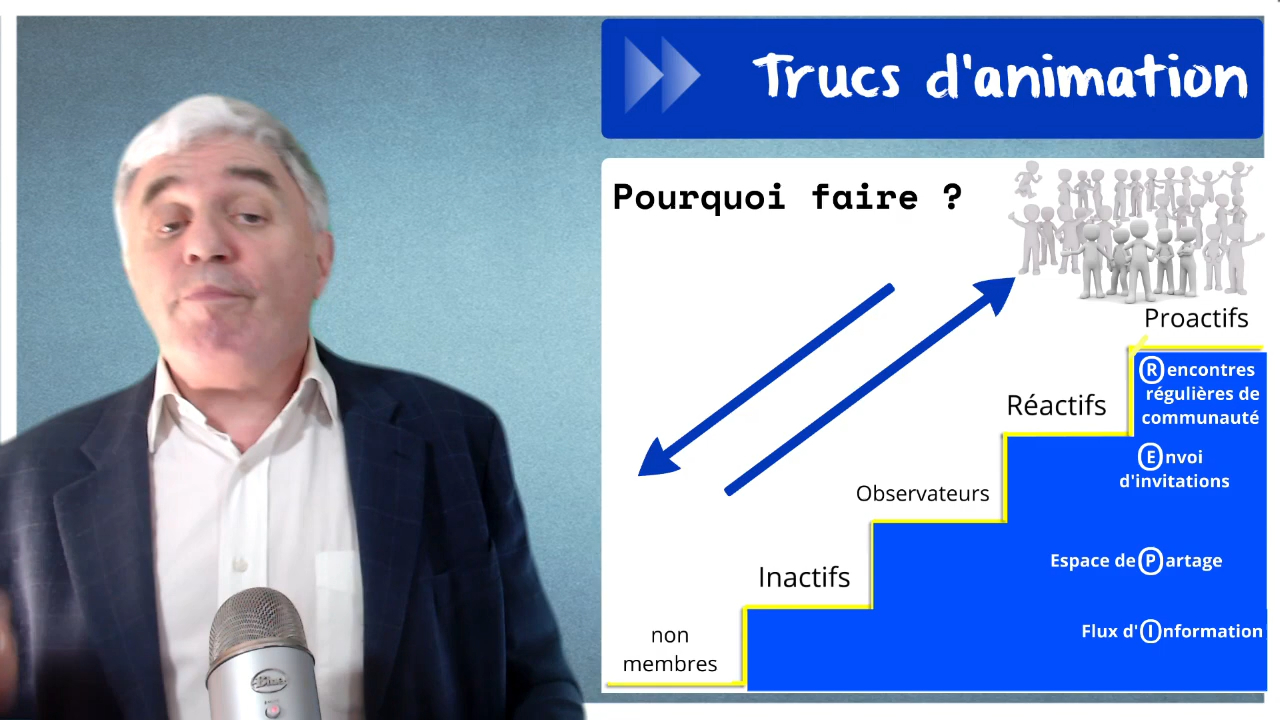 Trucs d'animation
Pourquoi faire ?
Proactifs
Rencontres
régulières de
communauté
Réactifs
Envoi
d'invitations
Observateurs
Espace de Partage
Inactifs
Flux d'Information
non
membres
Blue